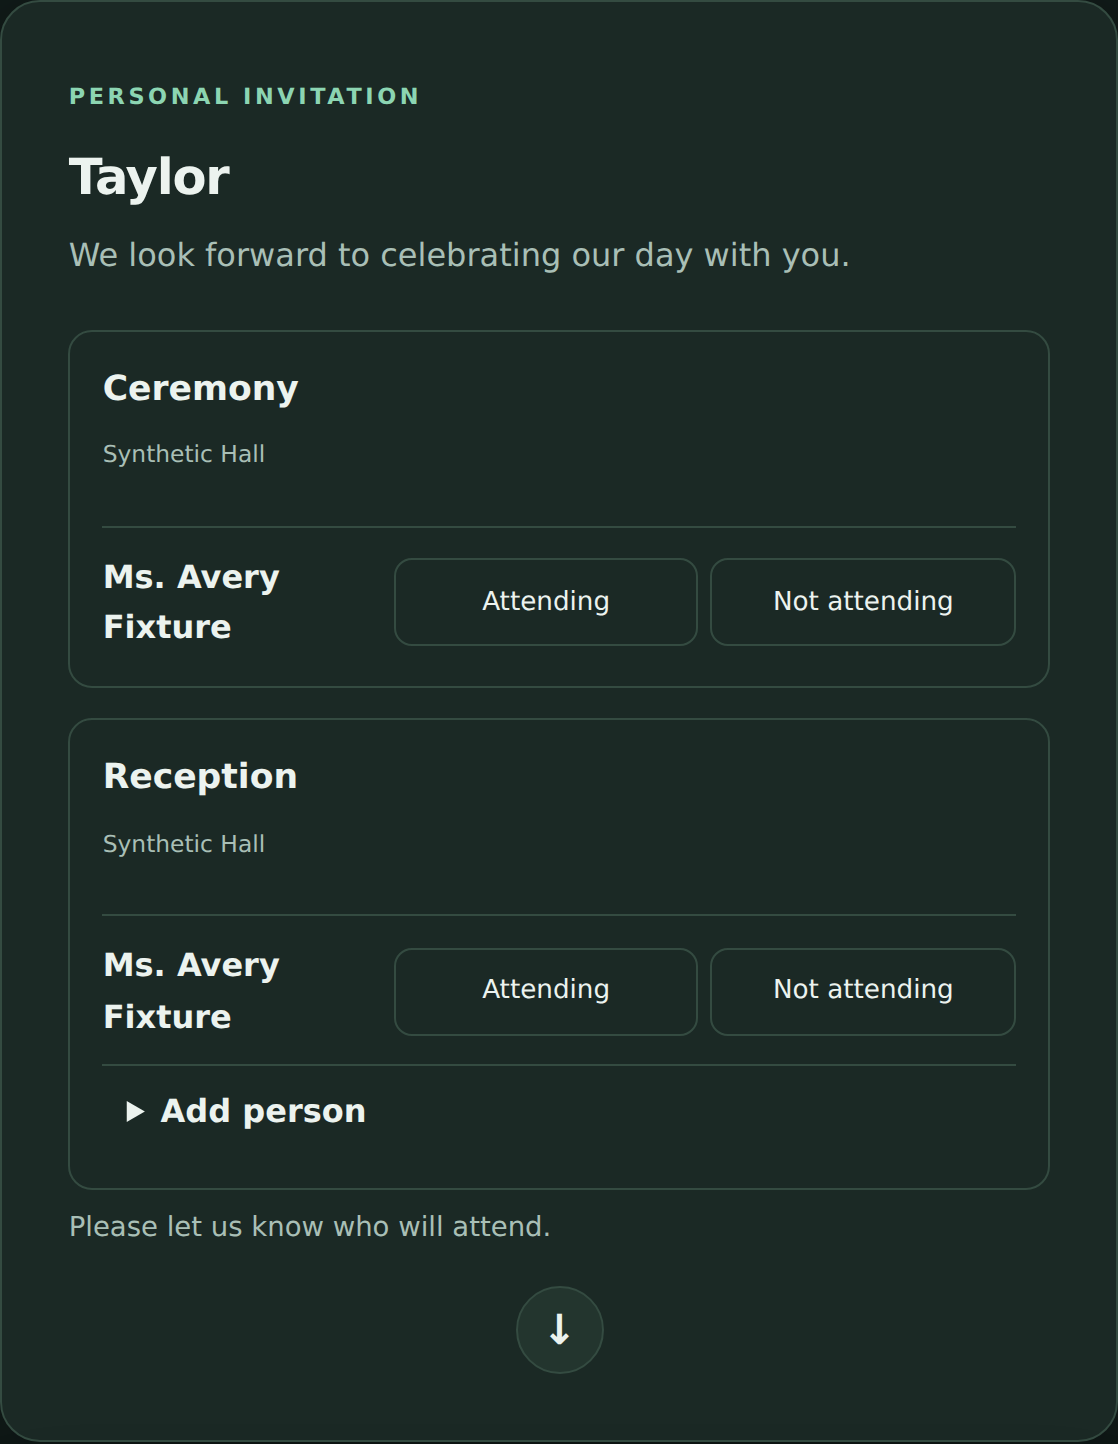 PERSONAL INVITATION
Taylor
We look forward to celebrating our day with you.
Ceremony
Synthetic Hall
Ms. Avery
Fixture
Attending
Not attending
Reception
Synthetic Hall
Ms. Avery
Fixture
Attending
Not attending
▶ Add person
Please let us know who will attend.
↓